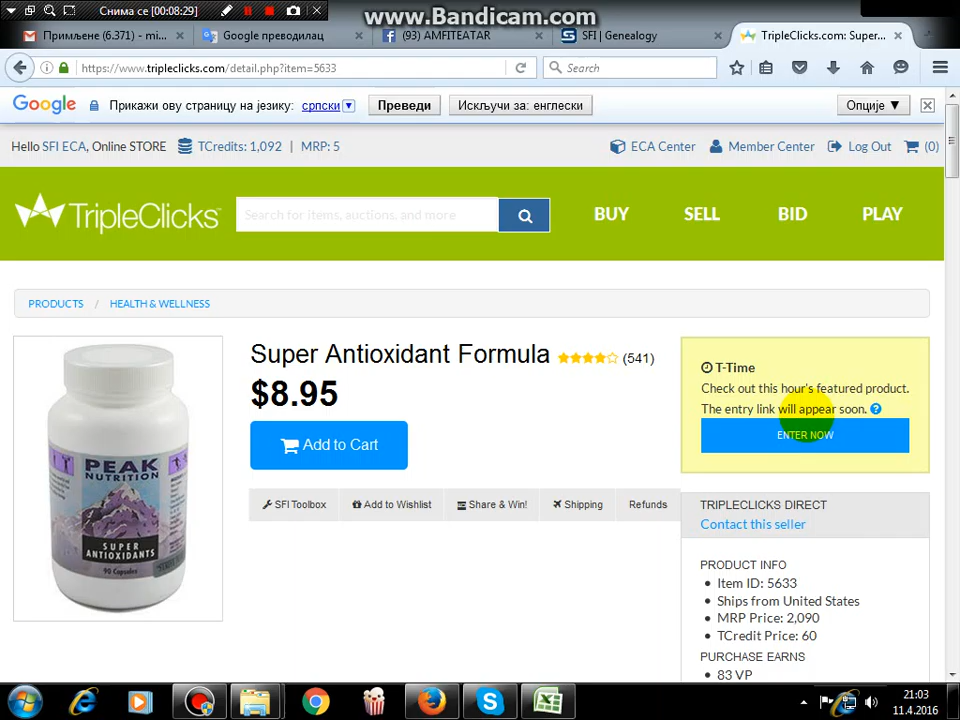 Снима се [00:08:29]
www.Bandicam.com
Примљене (6.371) - mi...
Google преводилац
(93) AMFITEATAR
SFI | Genealogy
TripleClicks.com: Super...
https://www.tripleclicks.com/detail.php?item=5633
Search
Google Прикажи ову страницу на језику: српски Преведи Искључи за: енглески Опције ▼
Hello SFI ECA, Online STORE TCredits: 1,092 | MRP: 5 ECA Center Member Center Log Out (0)
TripleClicks Search for items, auctions, and more BUY SELL BID PLAY
PRODUCTS / HEALTH & WELLNESS
PEAK
NUTRITION
SUPER
ANTIOXIDANTS
90 Capsules
Super Antioxidant Formula (541)
$8.95
Add to Cart
SFI Toolbox Add to Wishlist Share & Win! Shipping Refunds
T-Time
Check out this hour's featured product.
The entry link will appear soon.
ENTER NOW
TRIPLECLICKS DIRECT
Contact this seller
PRODUCT INFO
• Item ID: 5633
• Ships from United States
• MRP Price: 2,090
• TCredit Price: 60
PURCHASE EARNS
• 83 VP
21:03
11.4.2016